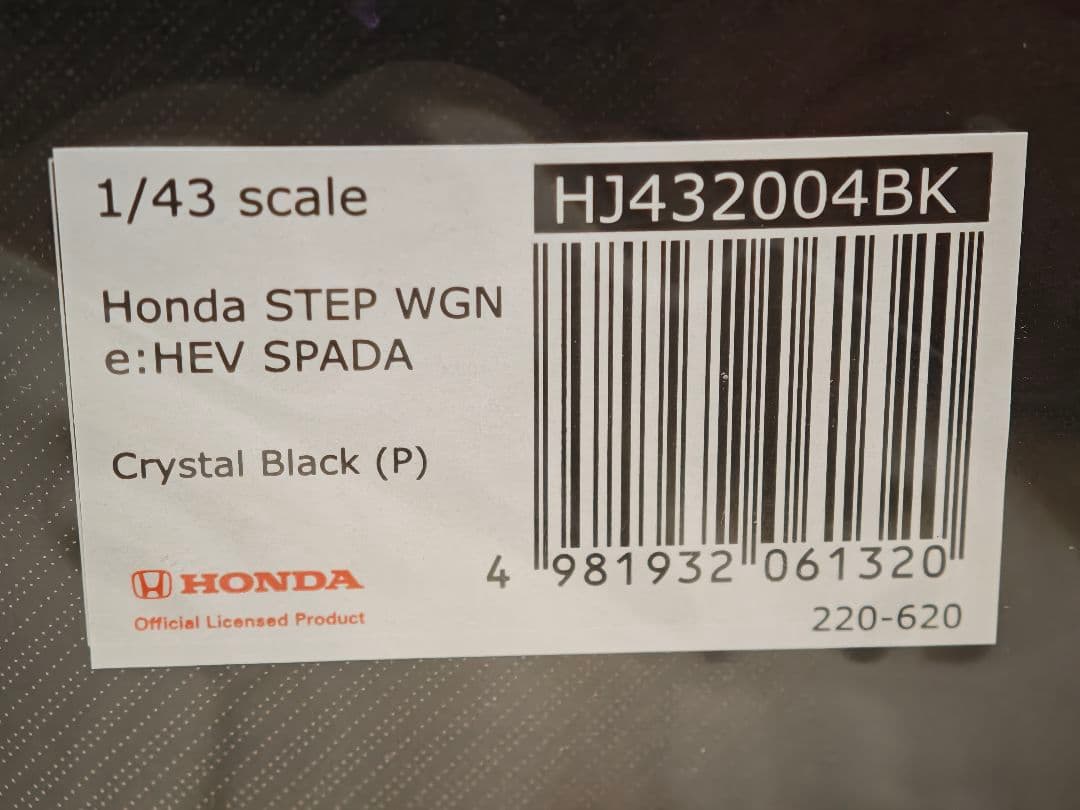 1/43 scale
HJ432004BK
Honda STEP WGN
e:HEV SPADA
Crystal Black (P)
HONDA
Official Licensed Product
4 981932 061320
220-620